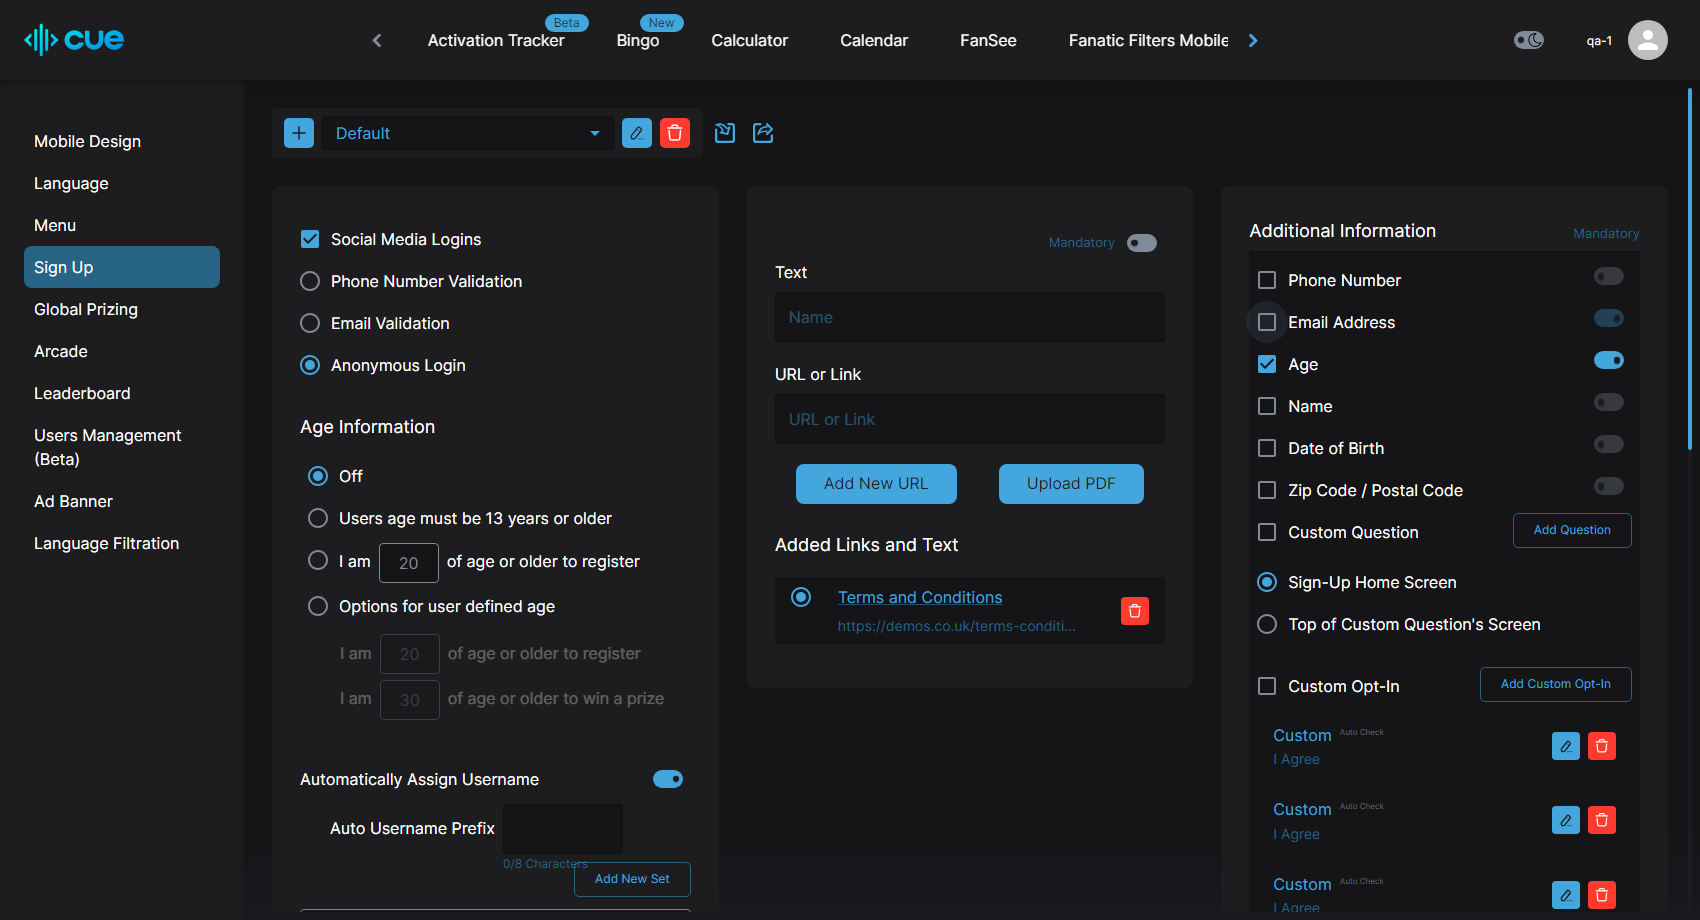 cue
Activation Tracker
Beta
Bingo
New
Calculator
Calendar
FanSee
Fanatic Filters Mobile
qa-1
Mobile Design
Language
Menu
Sign Up
Global Prizing
Arcade
Leaderboard
Users Management
(Beta)
Ad Banner
Language Filtration
Default
Social Media Logins
Phone Number Validation
Email Validation
Anonymous Login
Age Information
Off
Users age must be 13 years or older
I am 20 of age or older to register
Options for user defined age
I am 20 of age or older to register
I am 30 of age or older to win a prize
Automatically Assign Username
Auto Username Prefix
0/8 Characters
Add New Set
Mandatory
Text
Name
URL or Link
URL or Link
Add New URL
Upload PDF
Added Links and Text
Terms and Conditions
https://demos.co.uk/terms-conditi...
Additional Information
Mandatory
Phone Number
Email Address
Age
Name
Date of Birth
Zip Code / Postal Code
Custom Question
Add Question
Sign-Up Home Screen
Top of Custom Question's Screen
Custom Opt-In
Add Custom Opt-In
Custom Auto Check
I Agree
Custom Auto Check
I Agree
Custom Auto Check
I Agree